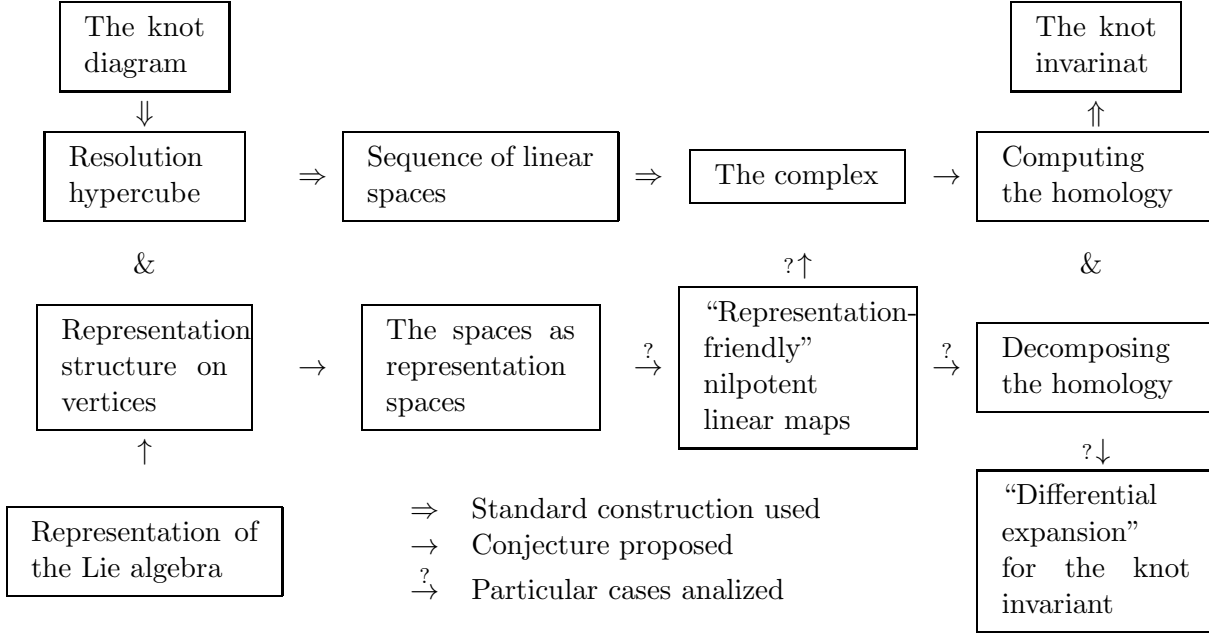 The knot
diagram
The knot
invarinat
⇓
⇑
Resolution
hypercube
⇒
Sequence of linear
spaces
⇒
The complex
→
Computing
the homology
&
?↑
&
Representation
structure on
vertices
→
The spaces as
representation
spaces
?
→
“Representation-
friendly”
nilpotent
linear maps
?
→
Decomposing
the homology
↑
?↓
Representation of
the Lie algebra
⇒ Standard construction used
→ Conjecture proposed
?
→ Particular cases analized
“Differential
expansion”
for the knot
invariant